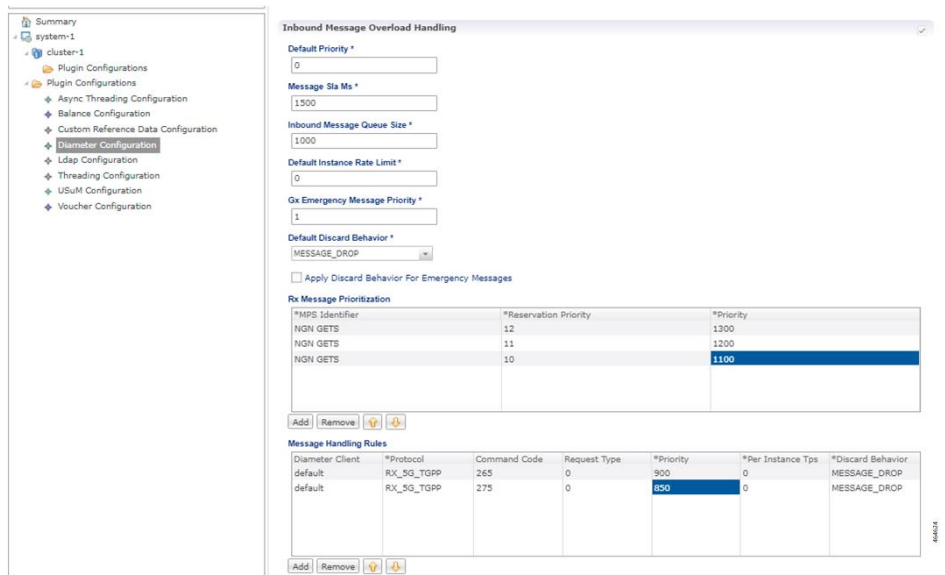 Summary
system-1
cluster-1
Plugin Configurations
Plugin Configurations
Async Threading Configuration
Balance Configuration
Custom Reference Data Configuration
Diameter Configuration
Ldap Configuration
Threading Configuration
USuM Configuration
Voucher Configuration
Inbound Message Overload Handling
Default Priority *
0
Message Sla Ms *
1500
Inbound Message Queue Size *
1000
Default Instance Rate Limit *
0
Gx Emergency Message Priority *
1
Default Discard Behavior *
MESSAGE_DROP
Apply Discard Behavior For Emergency Messages
Rx Message Prioritization
*MPS Identifier *Reservation Priority *Priority
NGN GETS 12 1300
NGN GETS 11 1200
NGN GETS 10 1100
Add Remove
Message Handling Rules
Diameter Client *Protocol Command Code Request Type *Priority *Per Instance Tps *Discard Behavior
default RX_5G_TGPP 265 0 900 0 MESSAGE_DROP
default RX_5G_TGPP 275 0 850 0 MESSAGE_DROP
Add Remove
464624